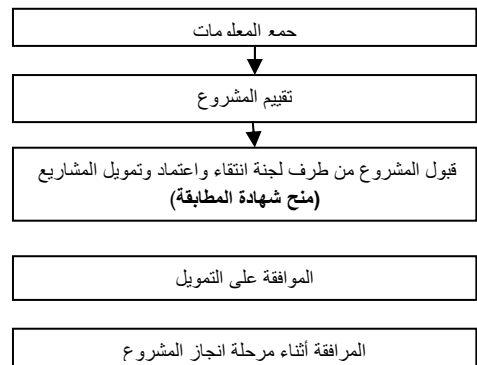 جمع المعلومات
تقييم المشروع
قبول المشروع من طرف لجنة انتقاء واعتماد وتمويل المشاريع
(منح شهادة المطابقة)
الموافقة على التمويل
المرافقة أثناء مرحلة انجاز المشروع